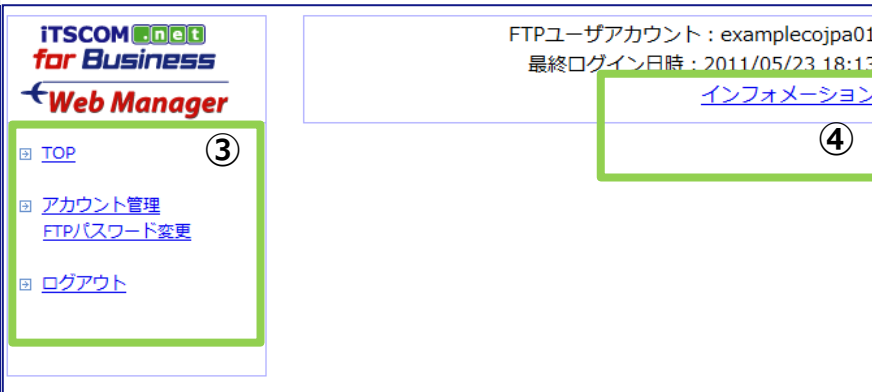 iTSCOM.net
for Business
Web Manager
FTPユーザアカウント：examplecojpa01
最終ログイン日時：2011/05/23 18:13
インフォメーション
④
③
TOP
アカウント管理
FTPパスワード変更
ログアウト